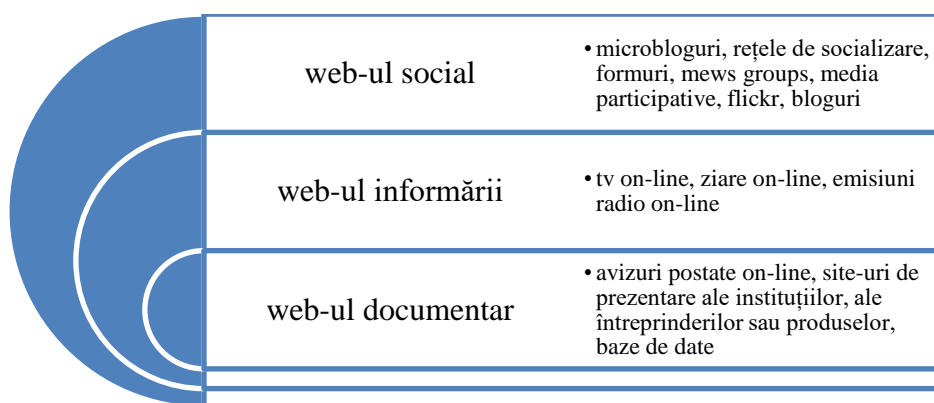 web-ul social
• microbloguri, rețele de socializare,
formuri, mews groups, media
participative, flickr, bloguri
web-ul informării
• tv on-line, ziare on-line, emisiuni
radio on-line
web-ul documentar
• avizuri postate on-line, site-uri de
prezentare ale instituțiilor, ale
întreprinderilor sau produselor,
baze de date